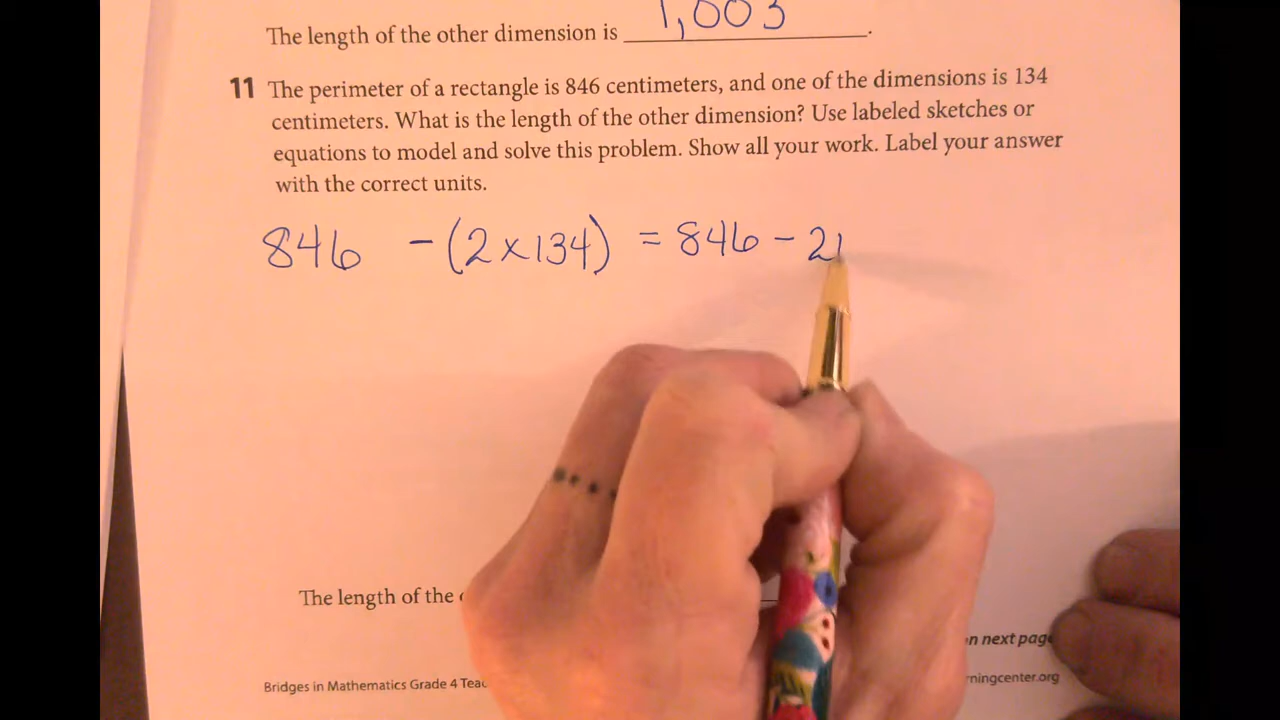 The length of the other dimension is 1,003.
11 The perimeter of a rectangle is 846 centimeters, and one of the dimensions is 134
centimeters. What is the length of the other dimension? Use labeled sketches or
equations to model and solve this problem. Show all your work. Label your answer
with the correct units.
846 - (2 x 134) = 846 - 2
The length of the
n next page
Bridges in Mathematics Grade 4 Teac
rningcenter.org